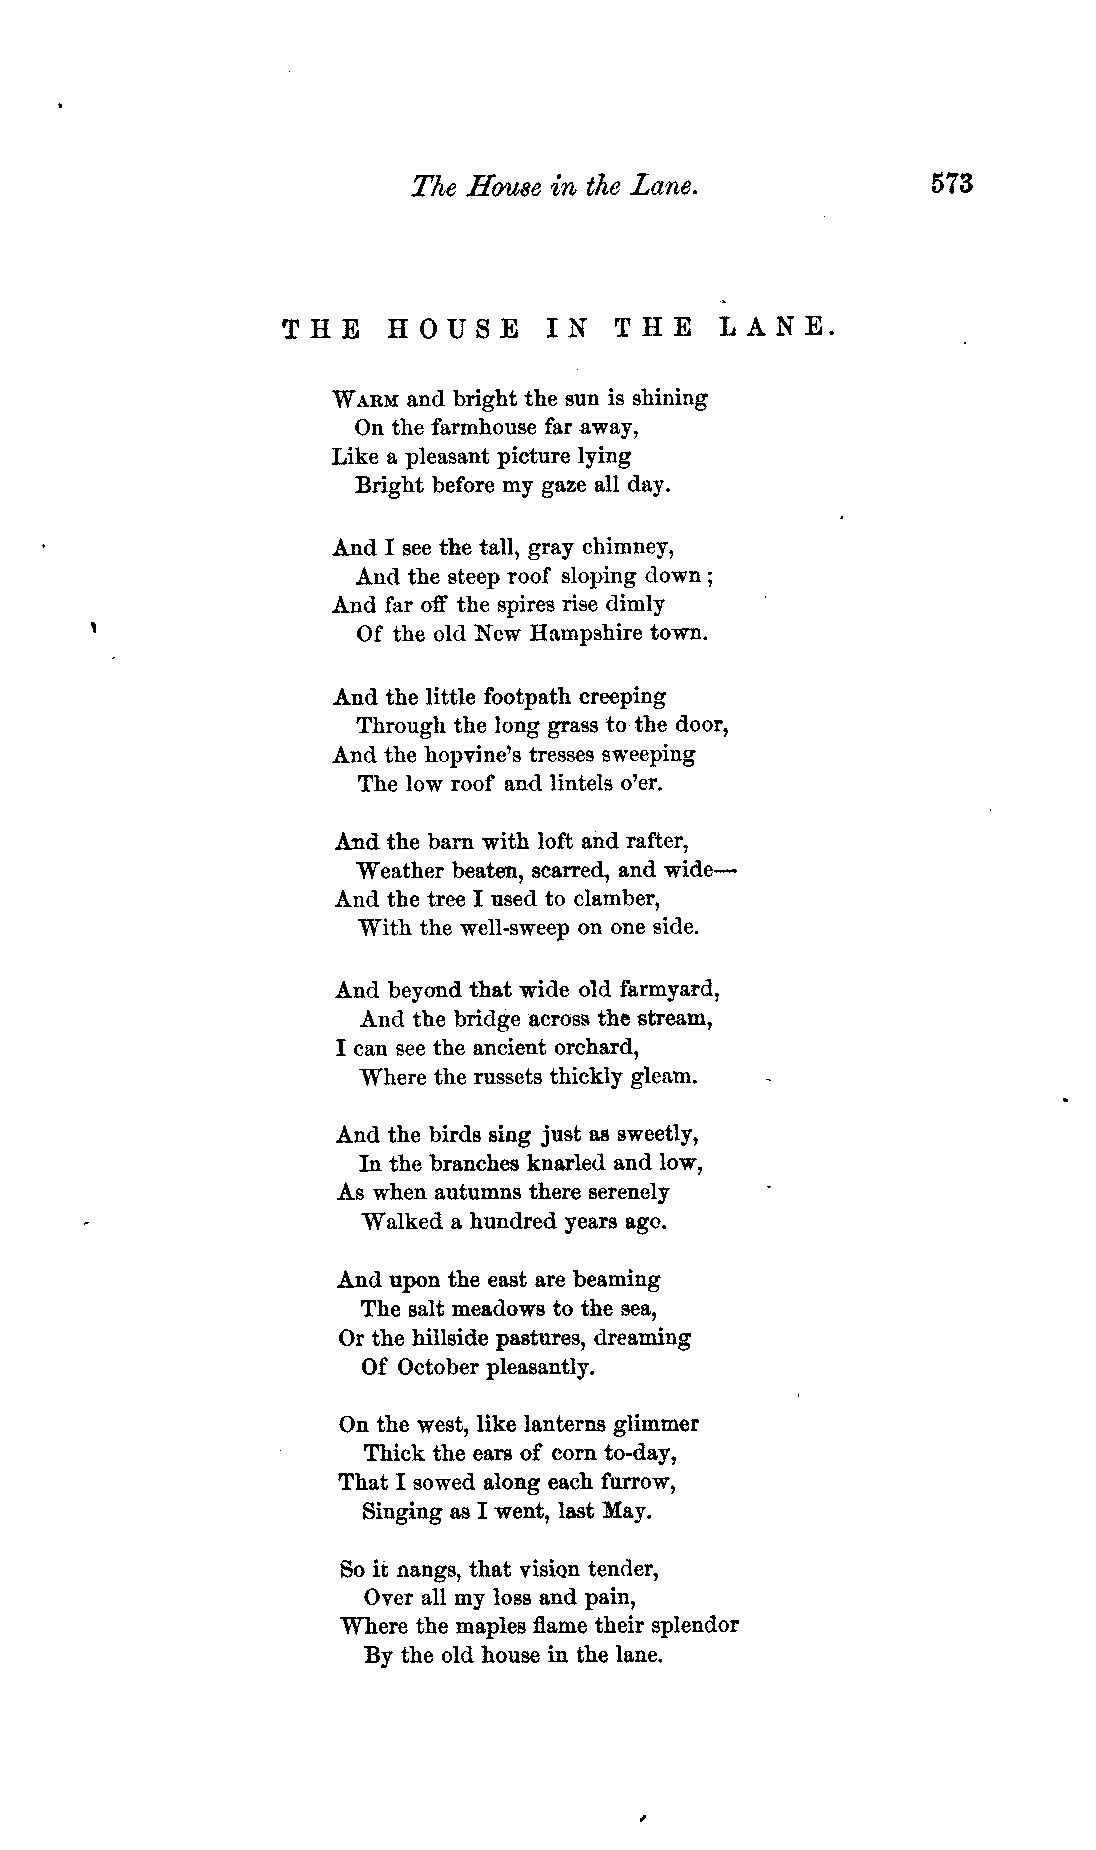 The House in the Lane. 573
THE HOUSE IN THE LANE.
WARM and bright the sun is shining
On the farmhouse far away,
Like a pleasant picture lying
Bright before my gaze all day.
And I see the tall, gray chimney,
And the steep roof sloping down;
And far off the spires rise dimly
Of the old New Hampshire town.
And the little footpath creeping
Through the long grass to the door,
And the hopvine's tresses sweeping
The low roof and lintels o'er.
And the barn with loft and rafter,
Weather beaten, scarred, and wide—
And the tree I used to clamber,
With the well-sweep on one side.
And beyond that wide old farmyard,
And the bridge across the stream,
I can see the ancient orchard,
Where the russets thickly gleam.
And the birds sing just as sweetly,
In the branches knarled and low,
As when autumns there serenely
Walked a hundred years ago.
And upon the east are beaming
The salt meadows to the sea,
Or the hillside pastures, dreaming
Of October pleasantly.
On the west, like lanterns glimmer
Thick the ears of corn to-day,
That I sowed along each furrow,
Singing as I went, last May.
So it nangs, that vision tender,
Over all my loss and pain,
Where the maples flame their splendor
By the old house in the lane.